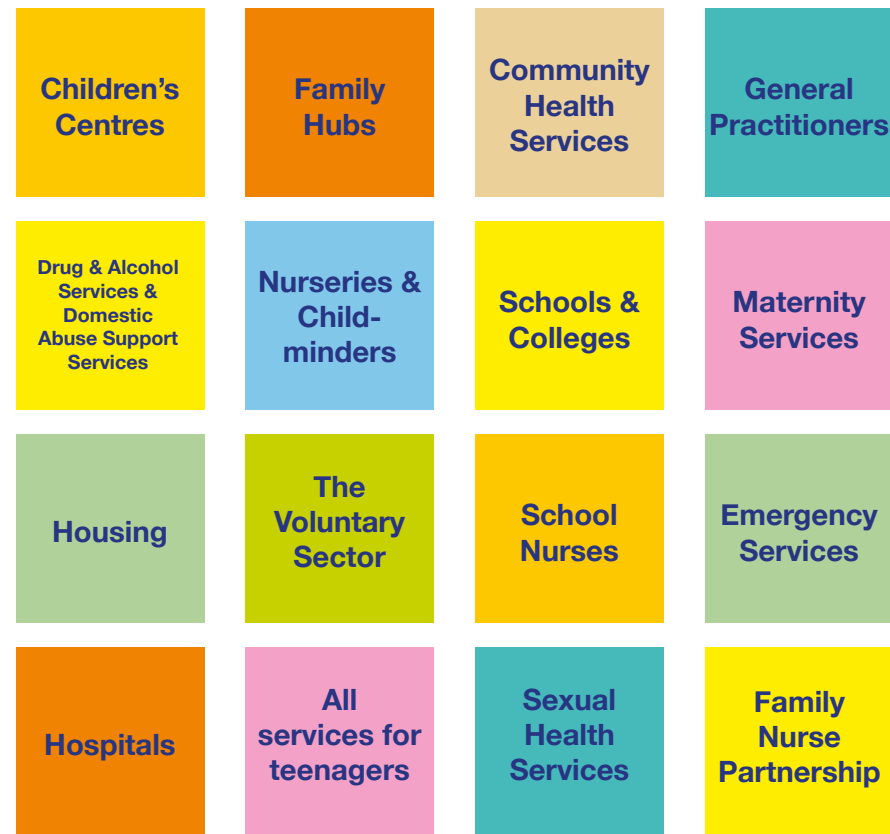 Children's
Centres
Family
Hubs
Community
Health
Services
General
Practitioners
Drug & Alcohol
Services &
Domestic
Abuse Support
Services
Nurseries &
Child-
minders
Schools &
Colleges
Maternity
Services
Housing
The
Voluntary
Sector
School
Nurses
Emergency
Services
Hospitals
All
services for
teenagers
Sexual
Health
Services
Family
Nurse
Partnership